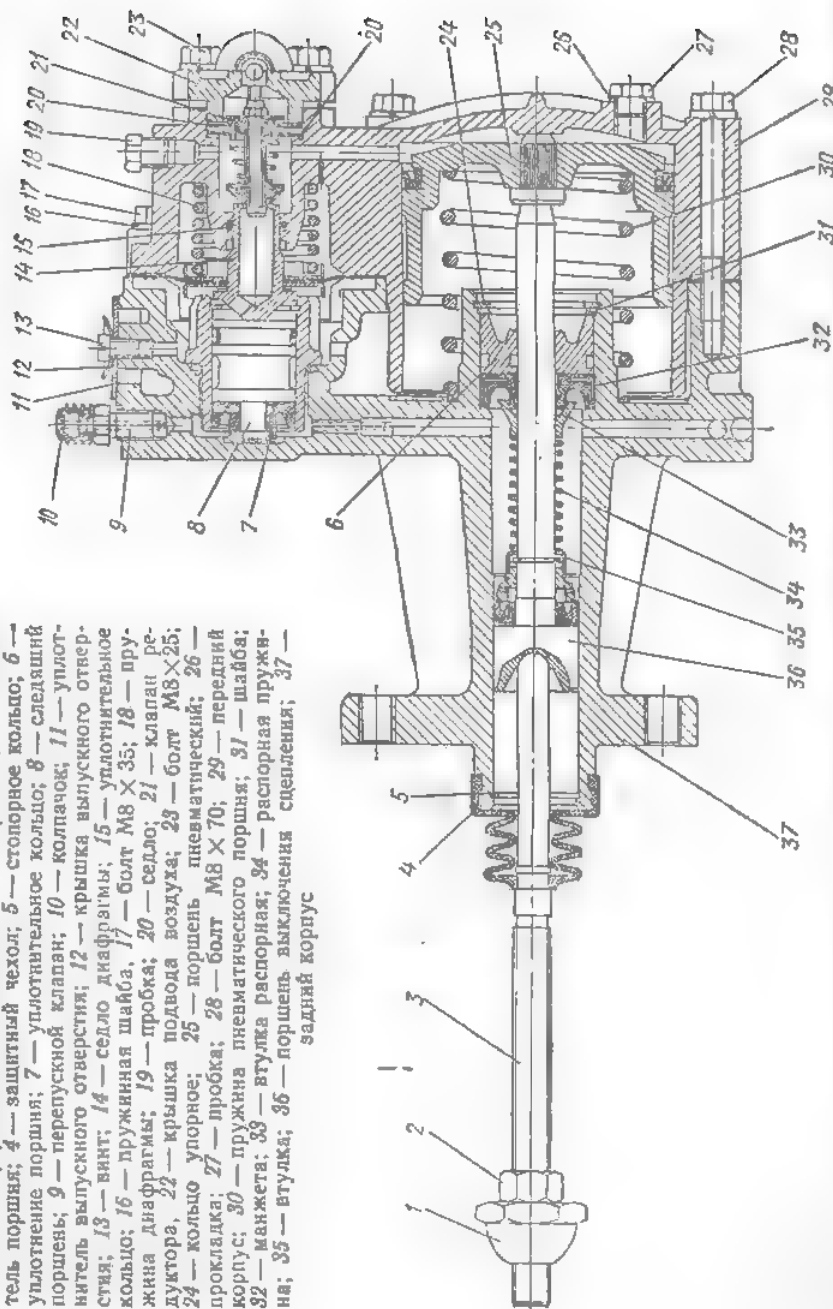 тель поршня; 4 — защитный чехол; 5 — стопорное кольцо; 6 —
уплотнение поршня; 7 — уплотнительное кольцо; 8 — следящий
поршень; 9 — перепускной клапан; 10 — колпачок; 11 — уплот-
нитель выпускного отверстия; 12 — крышка выпускного отвер-
стия; 13 — винт; 14 — седло диафрагмы; 15 — уплотнительное
кольцо; 16 — пружинная шайба, 17 — болт М8 × 35; 18 — пру-
жина диафрагмы; 19 — пробка; 20 — седло; 21 — клапан ре-
дуктора, 22 — крышка подвода воздуха; 23 — болт М8×25;
24 — кольцо упорное; 25 — поршень пневматический; 26 —
прокладка; 27 — пробка; 28 — болт М8 × 70; 29 — передний
корпус; 30 — пружина пневматического поршня; 31 — шайба;
32 — манжета; 33 — втулка распорная; 34 — распорная пружи-
на; 35 — втулка; 36 — поршень выключения сцепления; 37 —
задний корпус
1
2
3
4
5
6
7
8
9
10
11
12
13
14
15
16
17
18
19
20
21
22
23
20
24
25
26
27
28
29
30
31
32
33
34
35
36
37